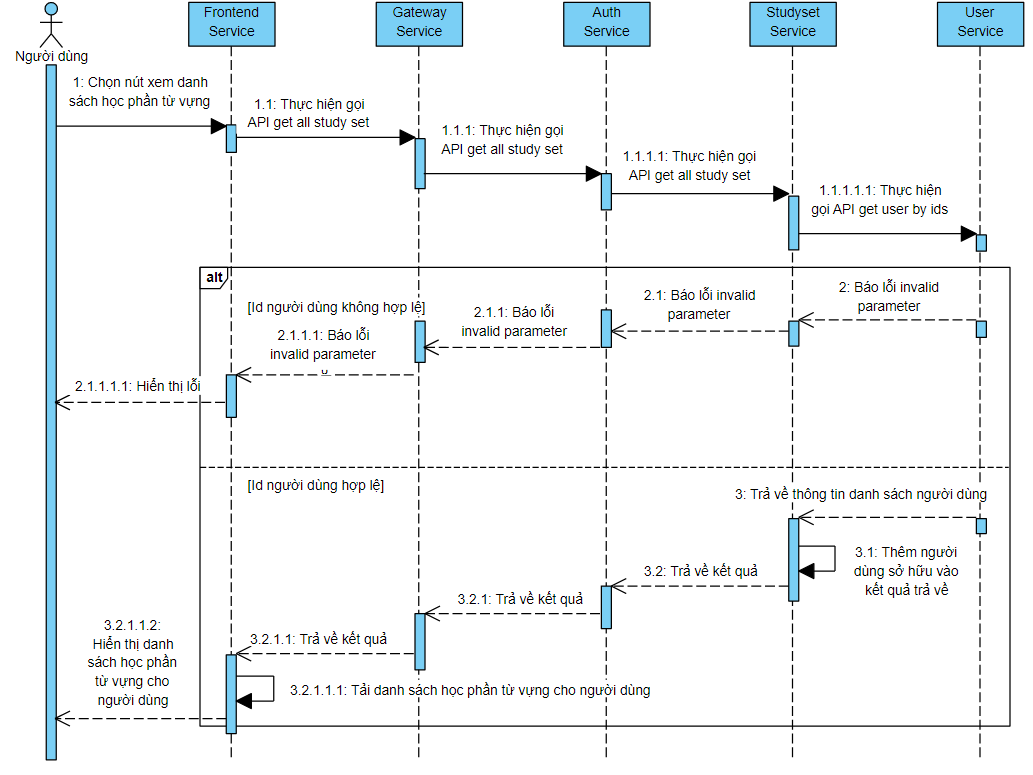 Người dùng
Frontend
Service
Gateway
Service
Auth
Service
Studyset
Service
User
Service
1: Chọn nút xem danh
sách học phần từ vựng
1.1: Thực hiện gọi
API get all study set
1.1.1: Thực hiện gọi
API get all study set
1.1.1.1: Thực hiện gọi
API get all study set
1.1.1.1.1: Thực hiện
gọi API get user by ids
alt
[Id người dùng không hợp lệ]
2: Báo lỗi invalid
parameter
2.1: Báo lỗi invalid
parameter
2.1.1: Báo lỗi
invalid parameter
2.1.1.1: Báo lỗi
invalid parameter
2.1.1.1.1: Hiển thị lỗi
[Id người dùng hợp lệ]
3: Trả về thông tin danh sách người dùng
3.1: Thêm người
dùng sở hữu vào
kết quả trả về
3.2: Trả về kết quả
3.2.1: Trả về kết quả
3.2.1.1: Trả về kết quả
3.2.1.1.1: Tải danh sách học phần từ vựng cho người dùng
3.2.1.1.2:
Hiển thị danh
sách học phần
từ vựng cho
người dùng